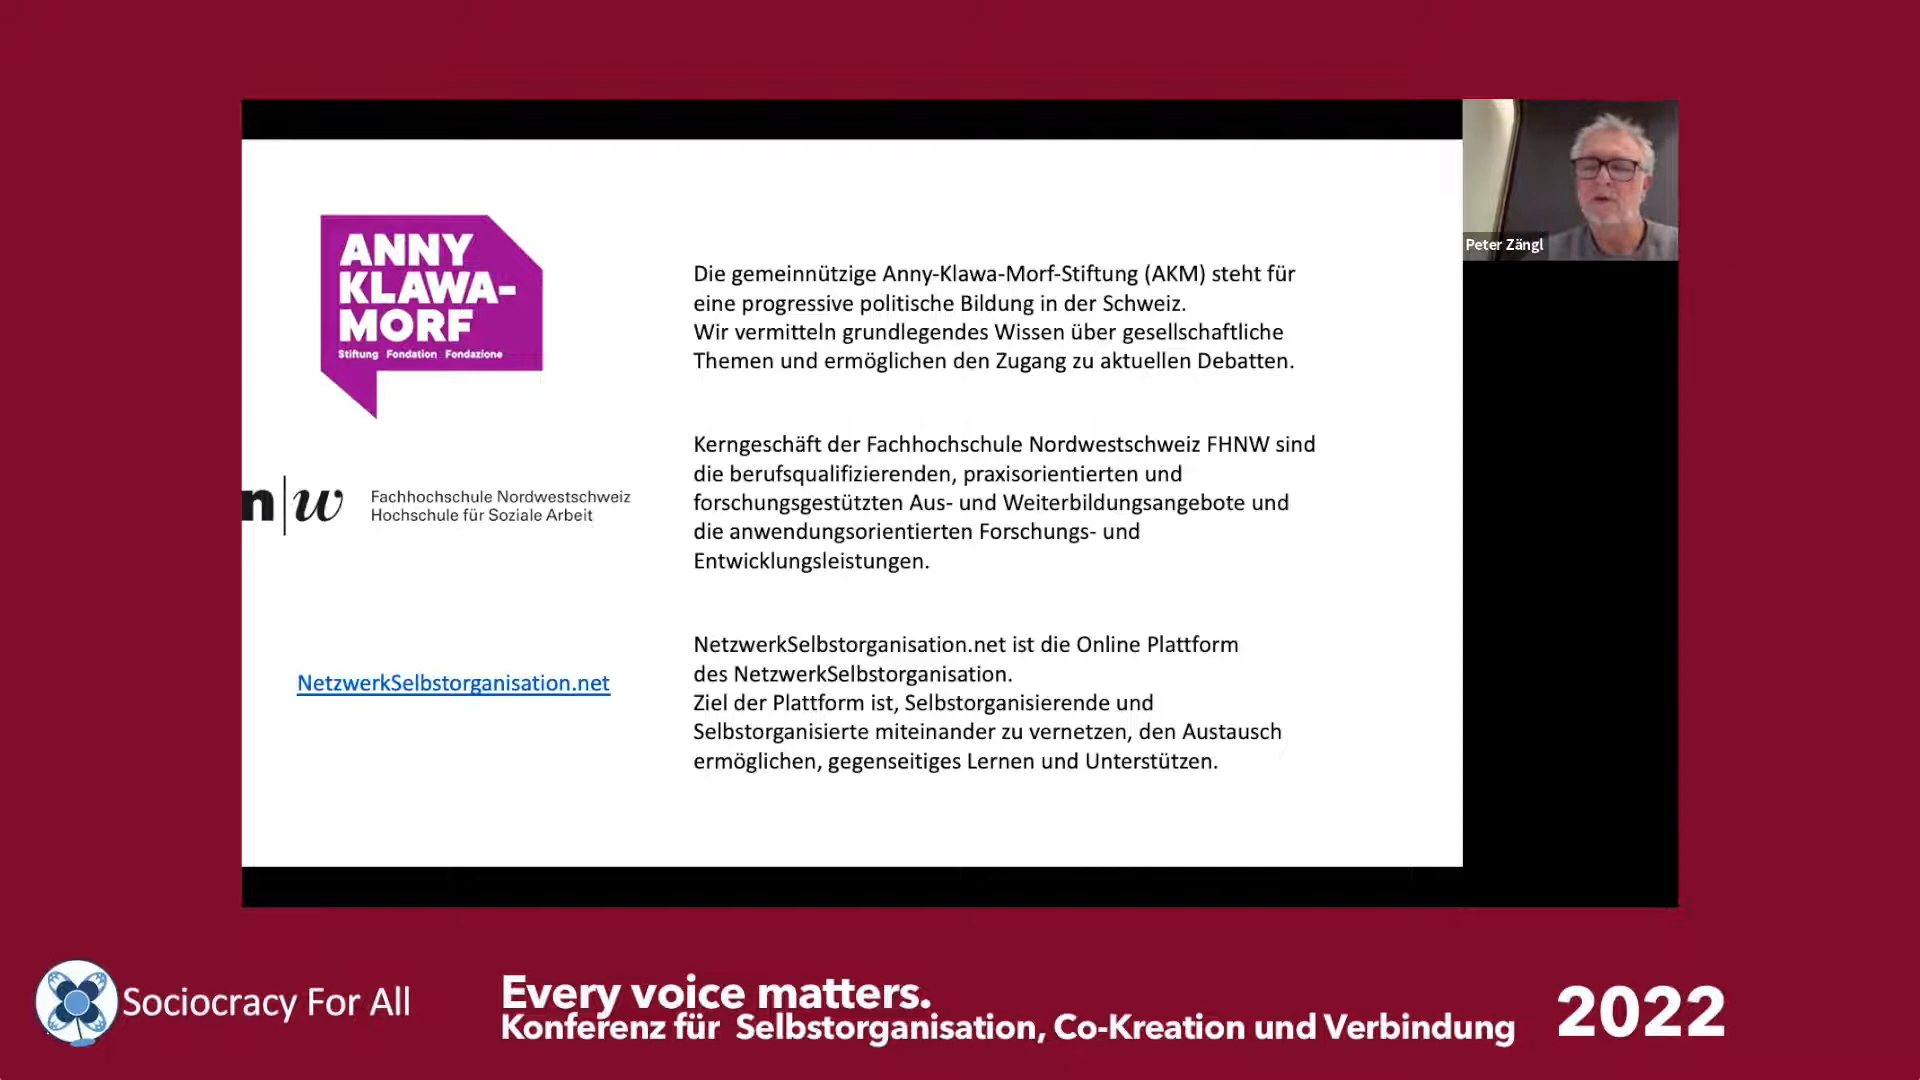 ANNY
KLAWA-
MORF
Stiftung Fondation Fondazione
Die gemeinnützige Anny-Klawa-Morf-Stiftung (AKM) steht für
eine progressive politische Bildung in der Schweiz.
Wir vermitteln grundlegendes Wissen über gesellschaftliche
Themen und ermöglichen den Zugang zu aktuellen Debatten.
Peter Zängl
n|w
Fachhochschule Nordwestschweiz
Hochschule für Soziale Arbeit
Kerngeschäft der Fachhochschule Nordwestschweiz FHNW sind
die berufsqualifizierenden, praxisorientierten und
forschungsgestützten Aus- und Weiterbildungsangebote und
die anwendungsorientierten Forschungs- und
Entwicklungsleistungen.
NetzwerkSelbstorganisation.net
NetzwerkSelbstorganisation.net ist die Online Plattform
des NetzwerkSelbstorganisation.
Ziel der Plattform ist, Selbstorganisierende und
Selbstorganisierte miteinander zu vernetzen, den Austausch
ermöglichen, gegenseitiges Lernen und Unterstützen.
Sociocracy For All
Every voice matters.
Konferenz für Selbstorganisation, Co-Kreation und Verbindung
2022